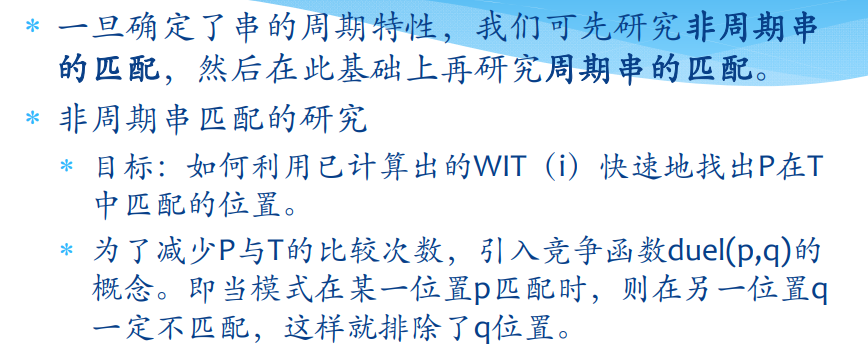 * 一旦确定了串的周期特性，我们可先研究非周期串
的匹配，然后在此基础上再研究周期串的匹配。
* 非周期串匹配的研究
* 目标：如何利用已计算出的WIT（i）快速地找出P在T
中匹配的位置。
* 为了减少P与T的比较次数，引入竞争函数duel(p,q)的
概念。即当模式在某一位置p匹配时，则在另一位置q
一定不匹配，这样就排除了q位置。